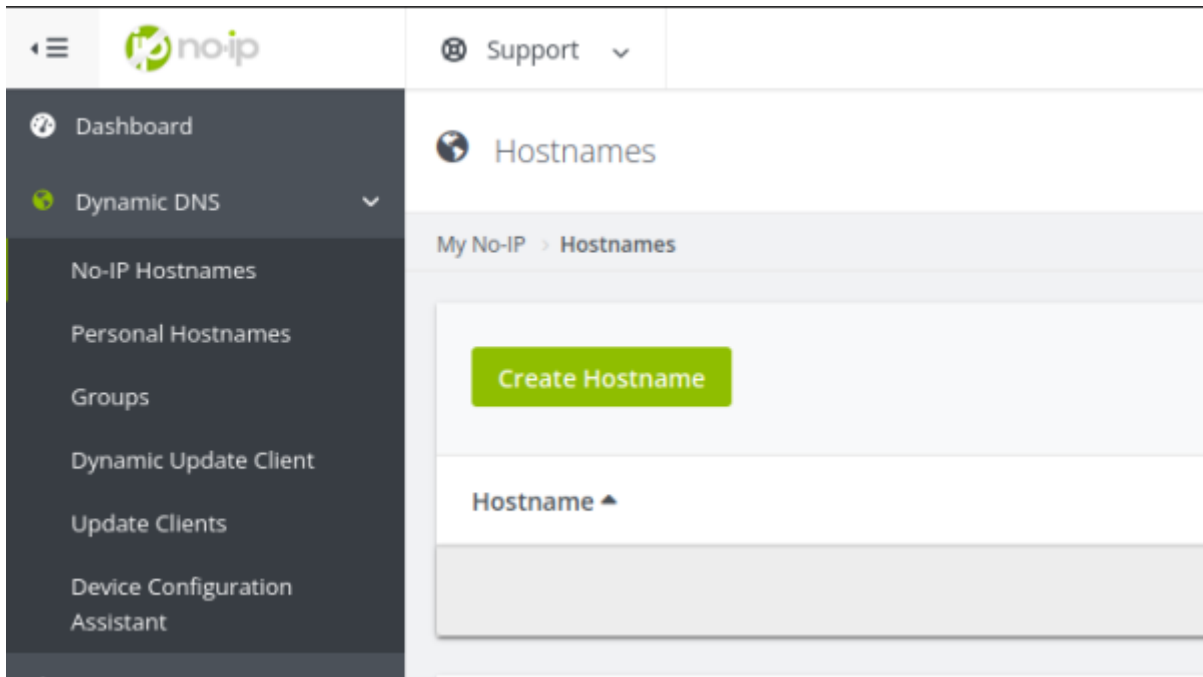 no-ip
Support
Dashboard
Hostnames
Dynamic DNS
My No-IP > Hostnames
No-IP Hostnames
Personal Hostnames
Create Hostname
Groups
Dynamic Update Client
Hostname
Update Clients
Device Configuration
Assistant